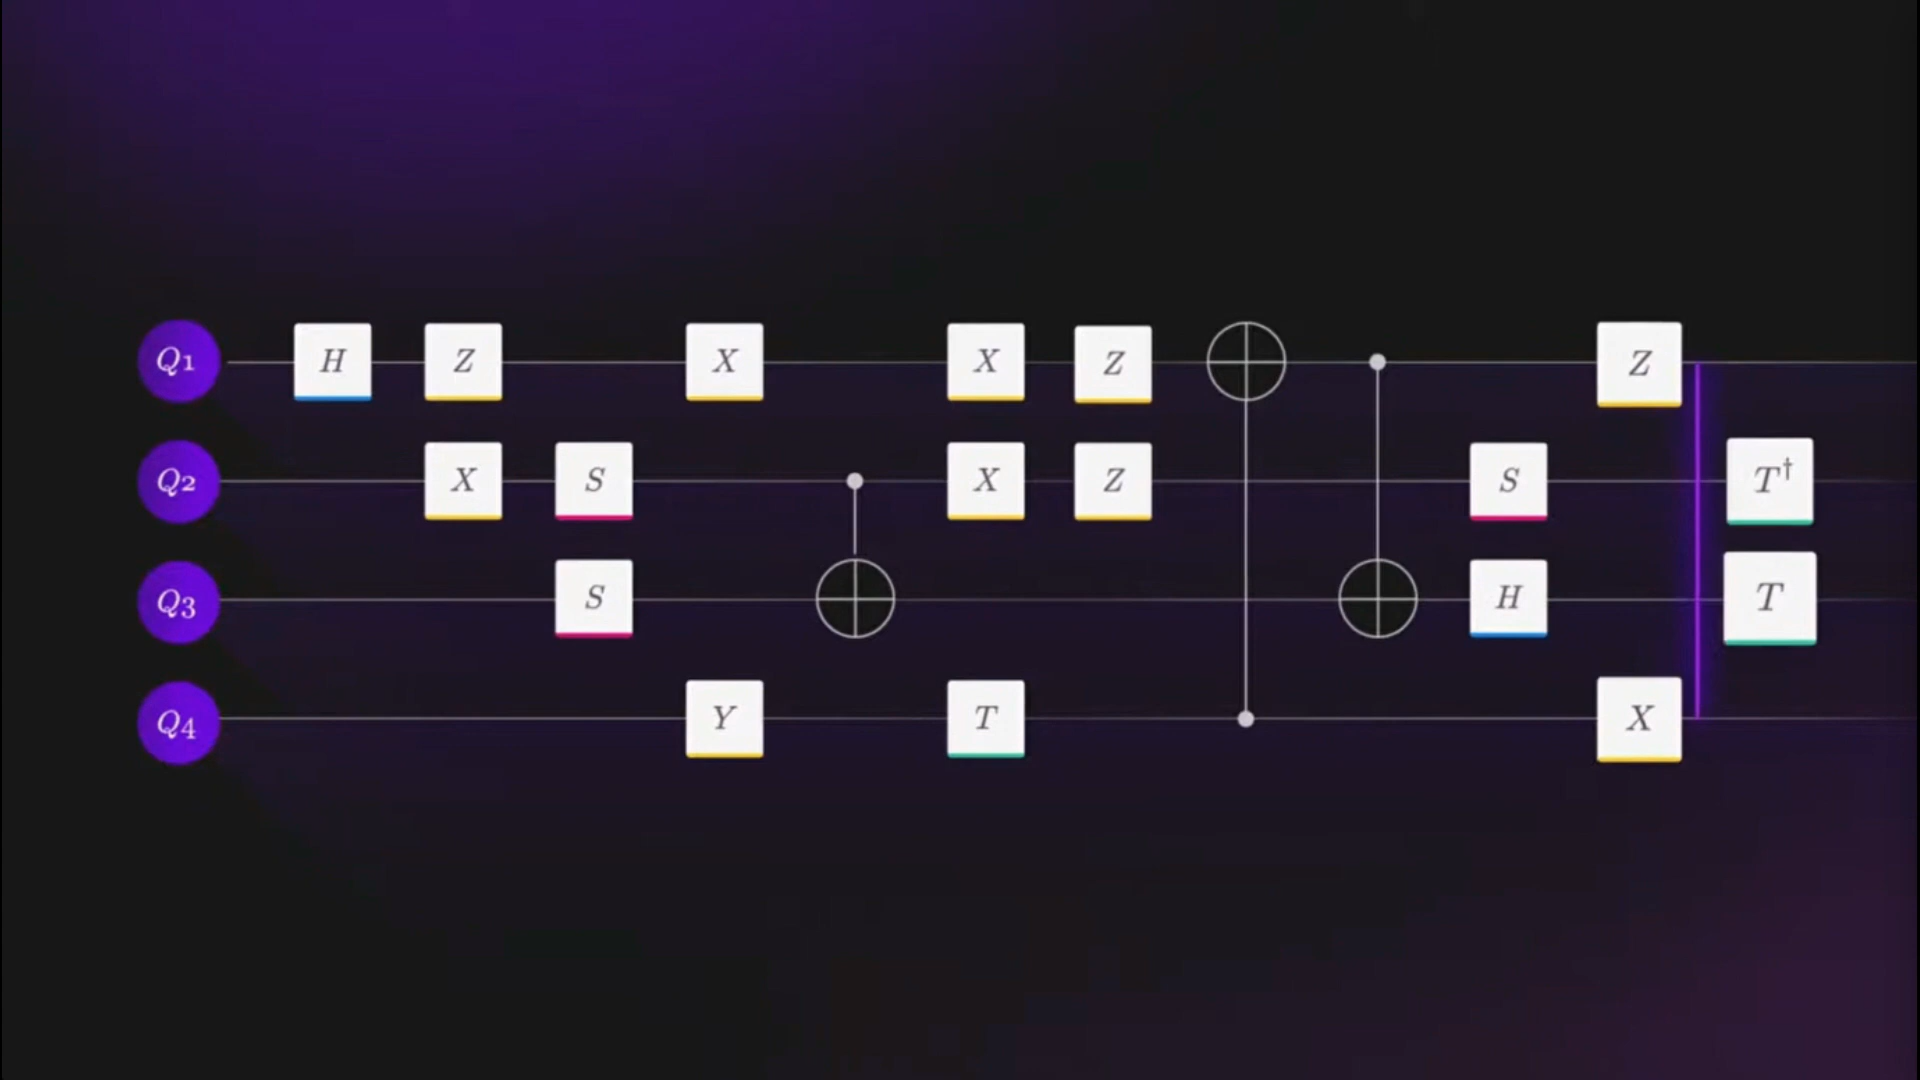 Q1 H Z X X Z Z
Q2 X S X Z S T†
Q3 S H T
Q4 Y T X